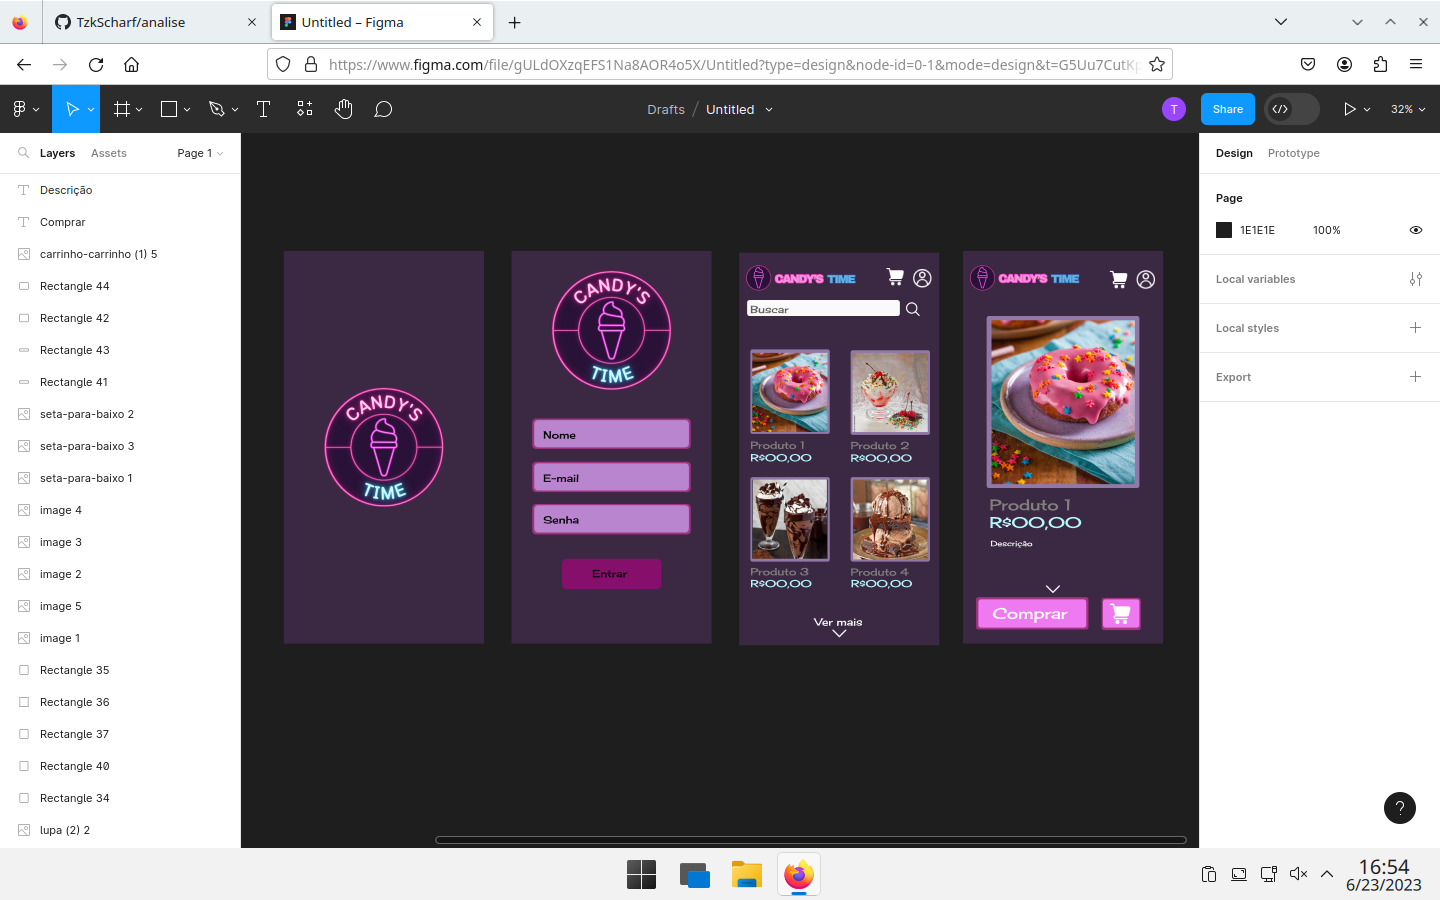 TzkScharf/analise
Untitled – Figma
https://www.figma.com/file/gULdOXzqEFS1Na8AOR4o5X/Untitled?type=design&node-id=0-1&mode=design&t=G5Uu7CutKp
Drafts / Untitled
T
Share
32%
Layers
Assets
Page 1
Descrição
Comprar
carrinho-carrinho (1) 5
Rectangle 44
Rectangle 42
Rectangle 43
Rectangle 41
seta-para-baixo 2
seta-para-baixo 3
seta-para-baixo 1
image 4
image 3
image 2
image 5
image 1
Rectangle 35
Rectangle 36
Rectangle 37
Rectangle 40
Rectangle 34
lupa (2) 2
CANDY'S
TIME
CANDY'S
TIME
Nome
E-mail
Senha
Entrar
CANDY'S TIME
Buscar
Produto 1
R$00,00
Produto 2
R$00,00
Produto 3
R$00,00
Produto 4
R$00,00
Ver mais
CANDY'S TIME
Produto 1
R$00,00
Descrição
Comprar
Design
Prototype
Page
1E1E1E
100%
Local variables
Local styles
Export
?
16:54
6/23/2023